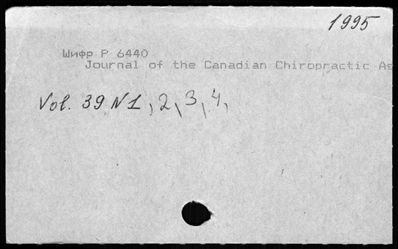 1995
Шифр Р 6440
Journal of the Canadian Chiropractic As
Vol. 39 N1, 2, 3, 4,